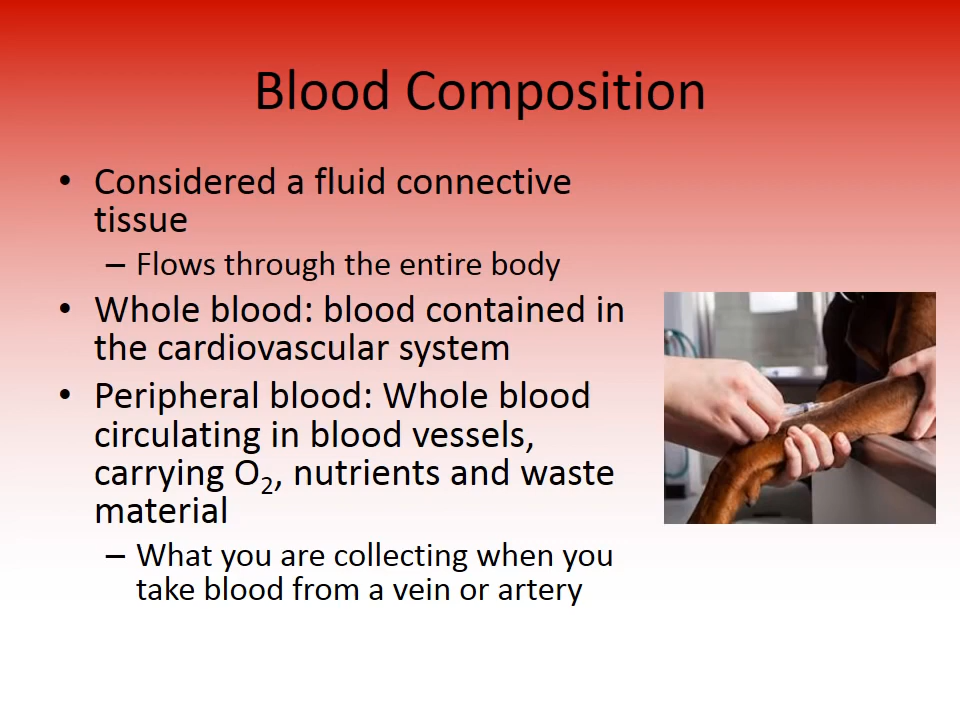 Blood Composition
• Considered a fluid connective
tissue
– Flows through the entire body
• Whole blood: blood contained in
the cardiovascular system
• Peripheral blood: Whole blood
circulating in blood vessels,
carrying O₂, nutrients and waste
material
– What you are collecting when you
take blood from a vein or artery